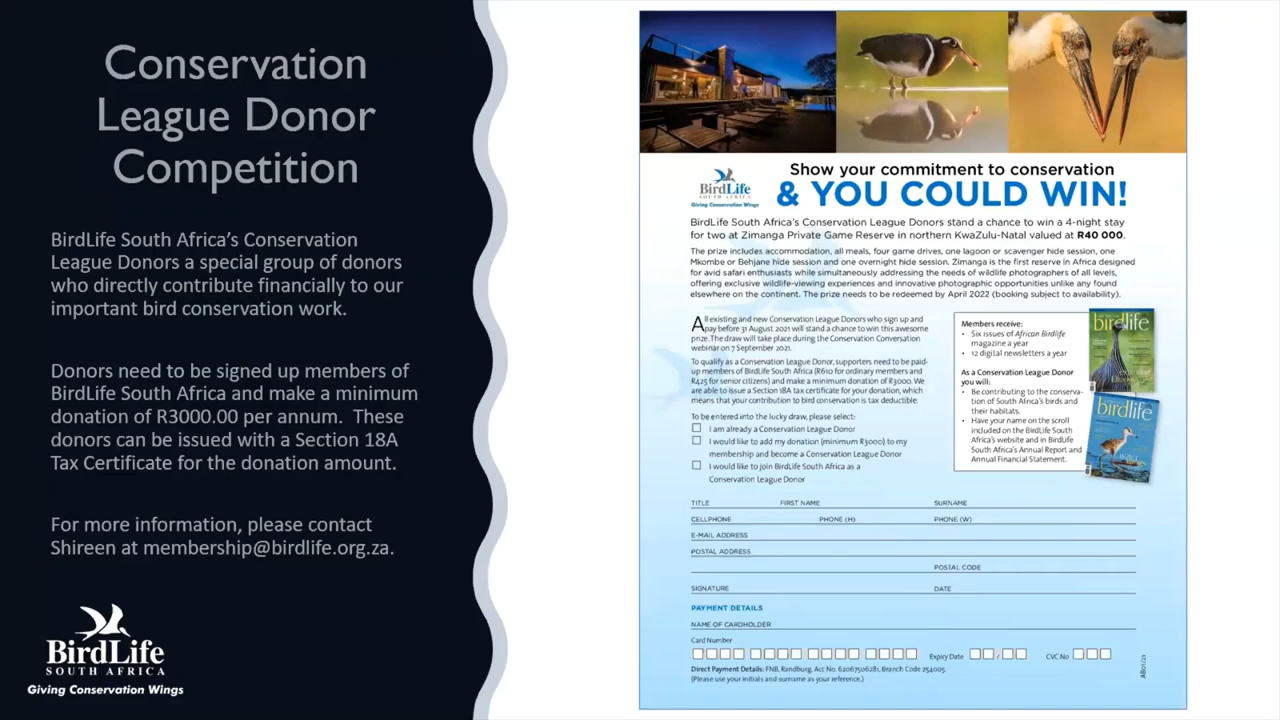 Conservation
League Donor
Competition
BirdLife South Africa's Conservation
League Donors a special group of donors
who directly contribute financially to our
important bird conservation work.
Donors need to be signed up members of
BirdLife South Africa and make a minimum
donation of R3000.00 per annum. These
donors can be issued with a Section 18A
Tax Certificate for the donation amount.
For more information, please contact
Shireen at membership@birdlife.org.za.
BirdLife
SOUTH AFRICA
Giving Conservation Wings
BirdLife
SOUTH AFRICA
Giving Conservation Wings
Show your commitment to conservation
& YOU COULD WIN!
BirdLife South Africa's Conservation League Donors stand a chance to win a 4-night stay
for two at Zimanga Private Game Reserve in northern KwaZulu-Natal valued at R40 000.
The prize includes accommodation, all meals, four game drives, one lagoon or scavenger hide session, one
Mkombo or Behjane hide session and one overnight hide session. Zimanga is the first reserve in Africa designed
for avid safari enthusiasts while simultaneously addressing the needs of wildlife photographers of all levels,
offering exclusive wildlife-viewing experiences and innovative photographic opportunities unlike any found
elsewhere on the continent. The prize needs to be redeemed by April 2022 (booking subject to availability).
All existing and new Conservation League Donors who sign up and
pay before 31 August 2021 will stand a chance to win this awesome
prize. The draw will take place during the Conservation Conversation
webinar on 7 September 2021.
To qualify as a Conservation League Donor, supporters need to be paid-
up members of BirdLife South Africa (R610 for ordinary members and
R425 for senior citizens) and make a minimum donation of R3000. We
are able to issue a Section 18A tax certificate for your donation, which
means that your contribution to bird conservation is tax deductible.
To be entered into the lucky draw, please select:
I am already a Conservation League Donor
I would like to add my donation (minimum R3000) to my
membership and become a Conservation League Donor
I would like to join BirdLife South Africa as a
Conservation League Donor
Members receive:
• Six issues of African Birdlife
magazine a year
• 12 digital newsletters a year
As a Conservation League Donor
you will:
• Be contributing to the conserva-
tion of South Africa's birds and
their habitats.
• Have your name on the scroll
included on the BirdLife South
Africa's website and in BirdLife
South Africa's Annual Report and
Annual Financial Statement.
birdlife
birdlife
TITLE FIRST NAME SURNAME
CELLPHONE PHONE (H) PHONE (W)
E-MAIL ADDRESS
POSTAL ADDRESS
POSTAL CODE
SIGNATURE DATE
PAYMENT DETAILS
NAME OF CARDHOLDER
Card Number
Expiry Date / CVC No
Direct Payment Details: FNB, Randburg, Acc No. 62067506281, Branch Code 254005.
(Please use your initials and surname as your reference.)